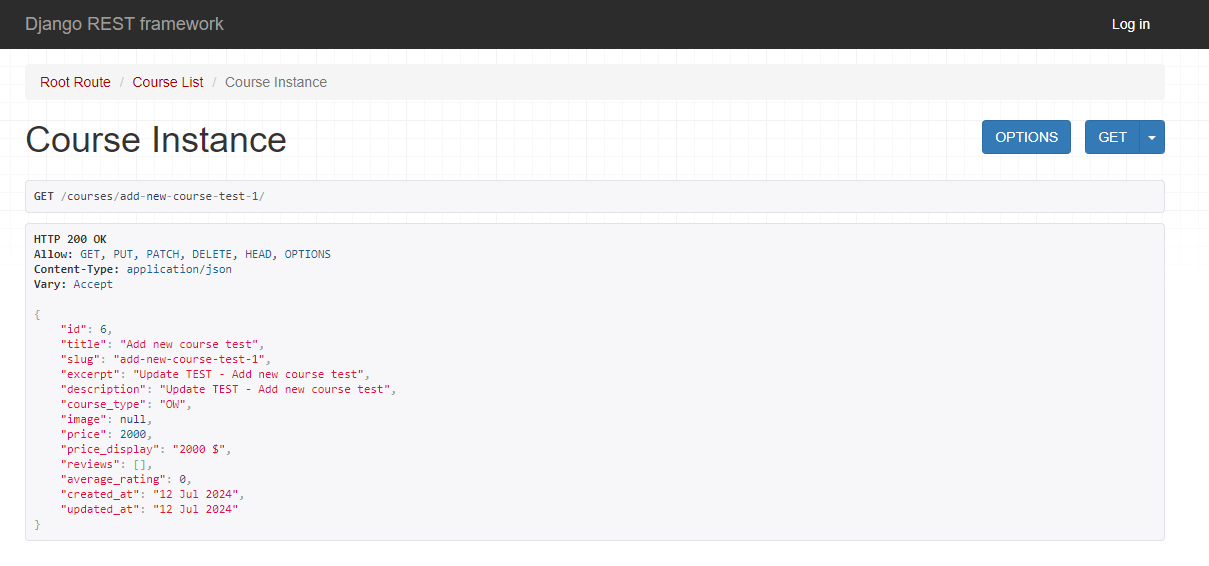 Django REST framework
Log in
Root Route / Course List / Course Instance
Course Instance
OPTIONS
GET
GET /courses/add-new-course-test-1/
HTTP 200 OK
Allow: GET, PUT, PATCH, DELETE, HEAD, OPTIONS
Content-Type: application/json
Vary: Accept
{
    "id": 6,
    "title": "Add new course test",
    "slug": "add-new-course-test-1",
    "excerpt": "Update TEST - Add new course test",
    "description": "Update TEST - Add new course test",
    "course_type": "OW",
    "image": null,
    "price": 2000,
    "price_display": "2000 $",
    "reviews": [],
    "average_rating": 0,
    "created_at": "12 Jul 2024",
    "updated_at": "12 Jul 2024"
}